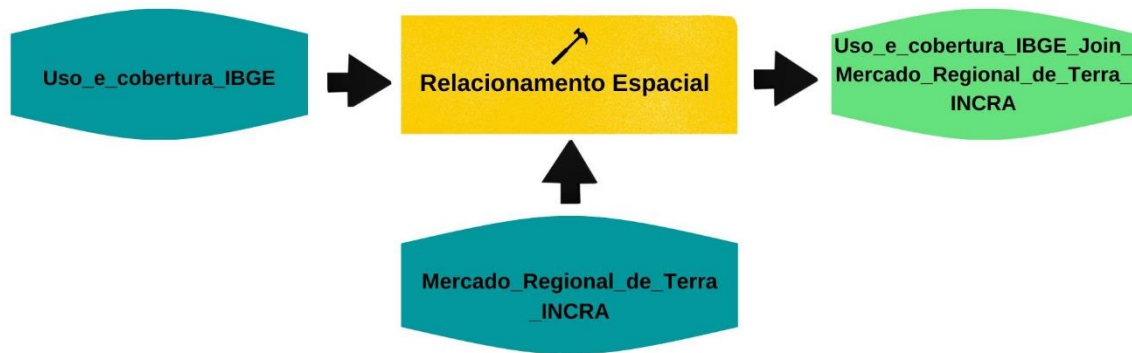 Uso_e_cobertura_IBGE
Relacionamento Espacial
Uso_e_cobertura_IBGE_Join_
Mercado_Regional_de_Terra_
INCRA
Mercado_Regional_de_Terra
_INCRA